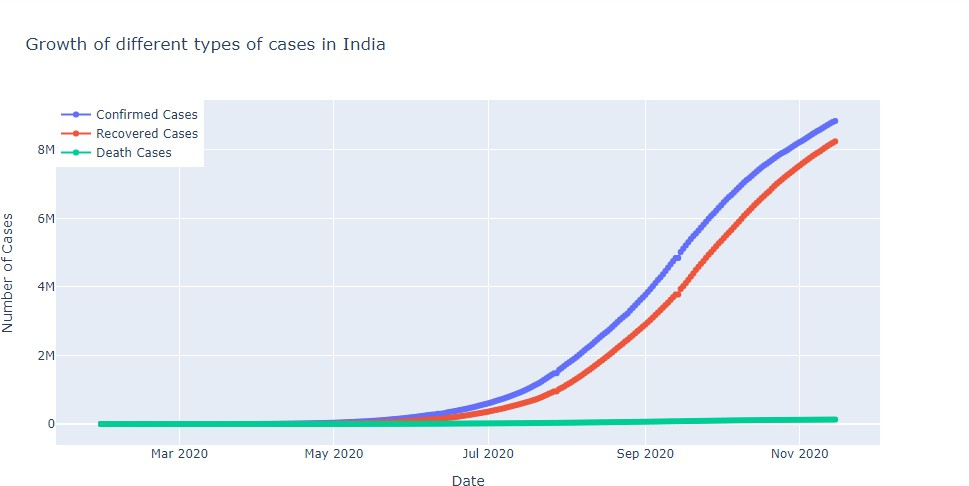 Growth of different types of cases in India
Confirmed Cases
Recovered Cases
Death Cases
8M
6M
4M
2M
0
Number of Cases
Mar 2020
May 2020
Jul 2020
Sep 2020
Nov 2020
Date